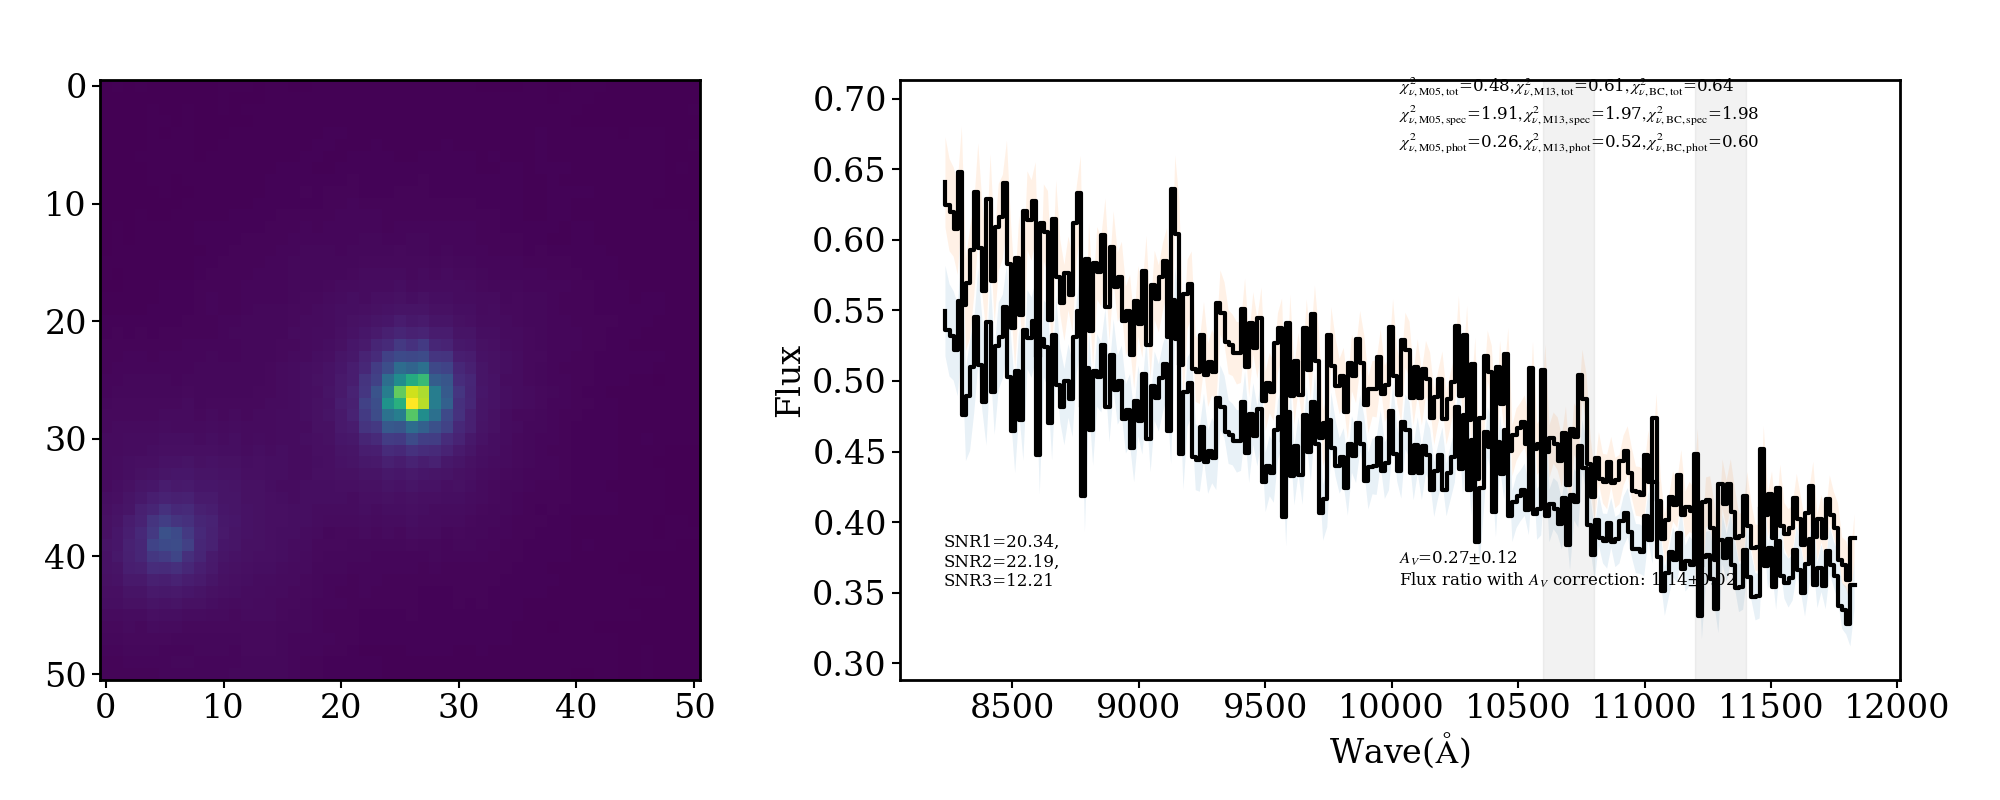 0
10
20
30
40
50
0 10 20 30 40 50
Flux
0.70
0.65
0.60
0.55
0.50
0.45
0.40
0.35
0.30
χ²ν,M05,tot=0.48,χ²ν,M13,tot=0.61,χ²ν,BC,tot=0.64
χ²ν,M05,spec=1.91,χ²ν,M13,spec=1.97,χ²ν,BC,spec=1.98
χ²ν,M05,phot=0.26,χ²ν,M13,phot=0.52,χ²ν,BC,phot=0.60
SNR1=20.34,
SNR2=22.19,
SNR3=12.21
AV=0.27±0.12
Flux ratio with AV correction: 1.14±0.02
8500 9000 9500 10000 10500 11000 11500 12000
Wave(Å)